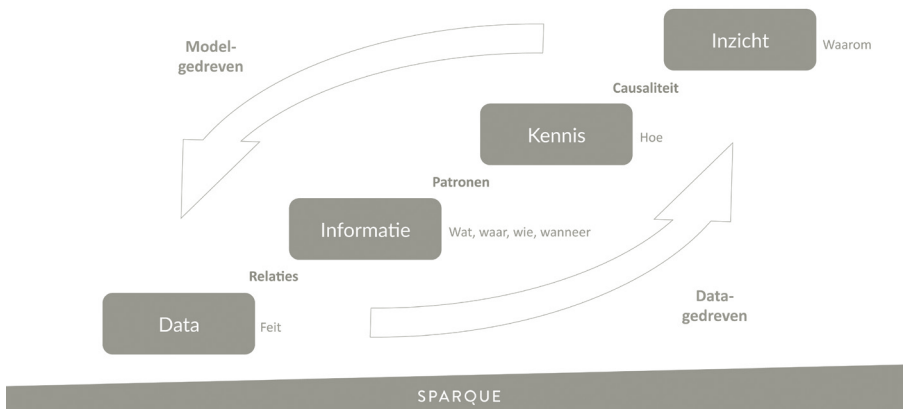 Model-
gedreven
Inzicht
Waarom
Causaliteit
Kennis
Hoe
Patronen
Informatie
Wat, waar, wie, wanneer
Relaties
Data
Feit
Data-
gedreven
SPARQUE